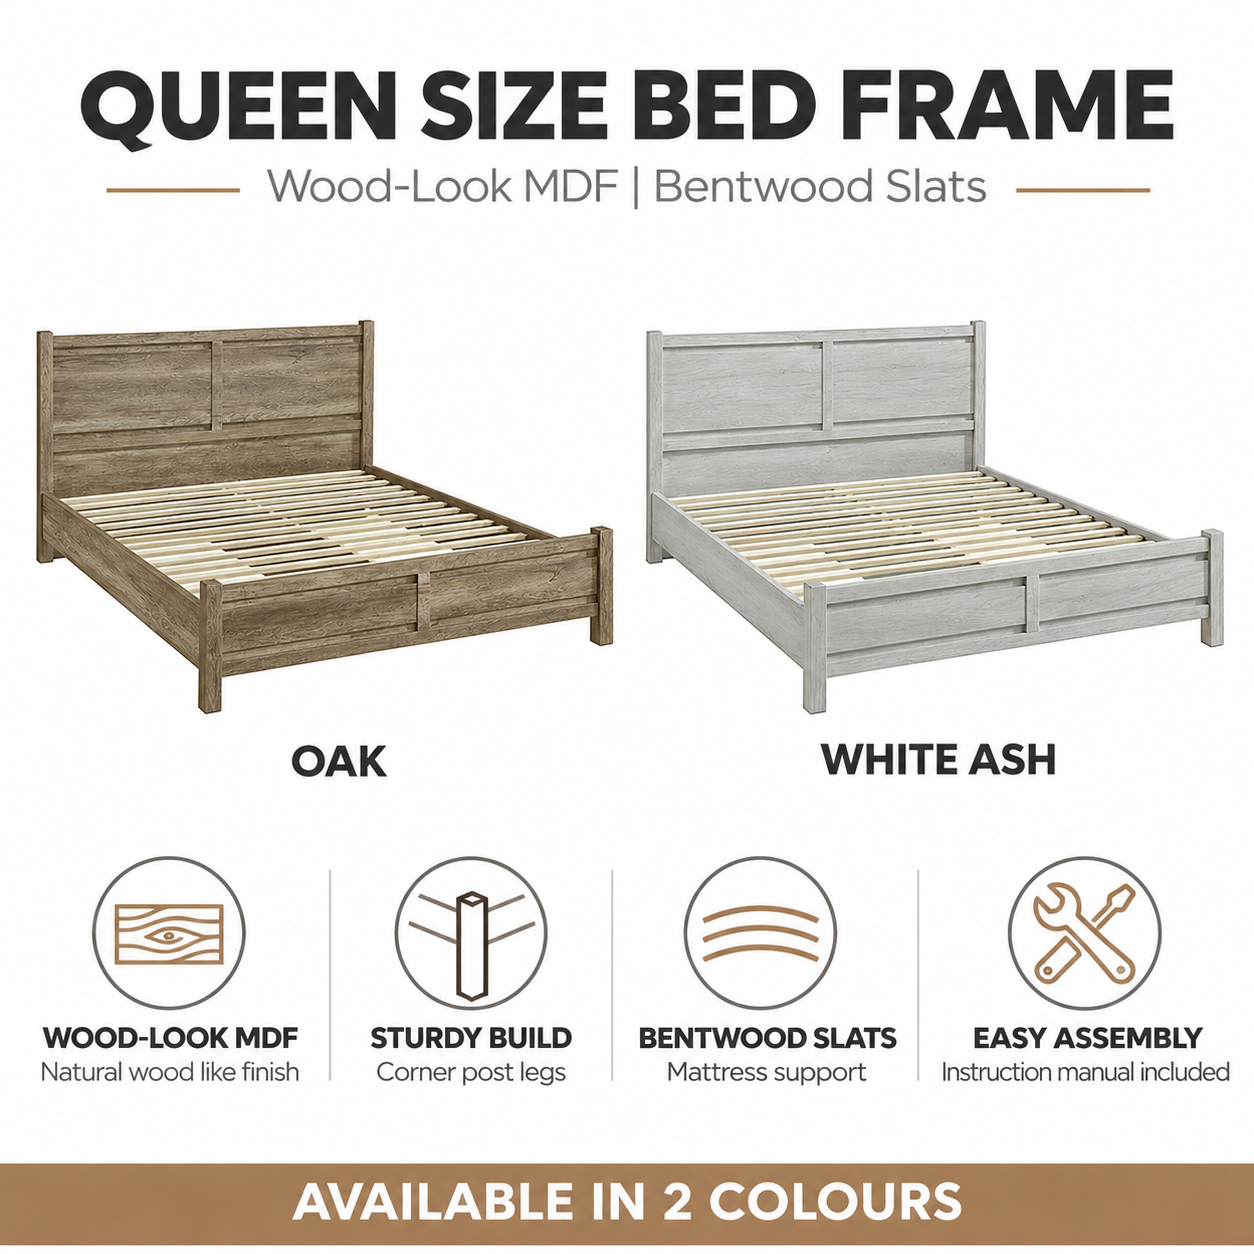 QUEEN SIZE BED FRAME
Wood-Look MDF | Bentwood Slats
OAK
WHITE ASH
WOOD-LOOK MDF
Natural wood like finish
STURDY BUILD
Corner post legs
BENTWOOD SLATS
Mattress support
EASY ASSEMBLY
Instruction manual included
AVAILABLE IN 2 COLOURS